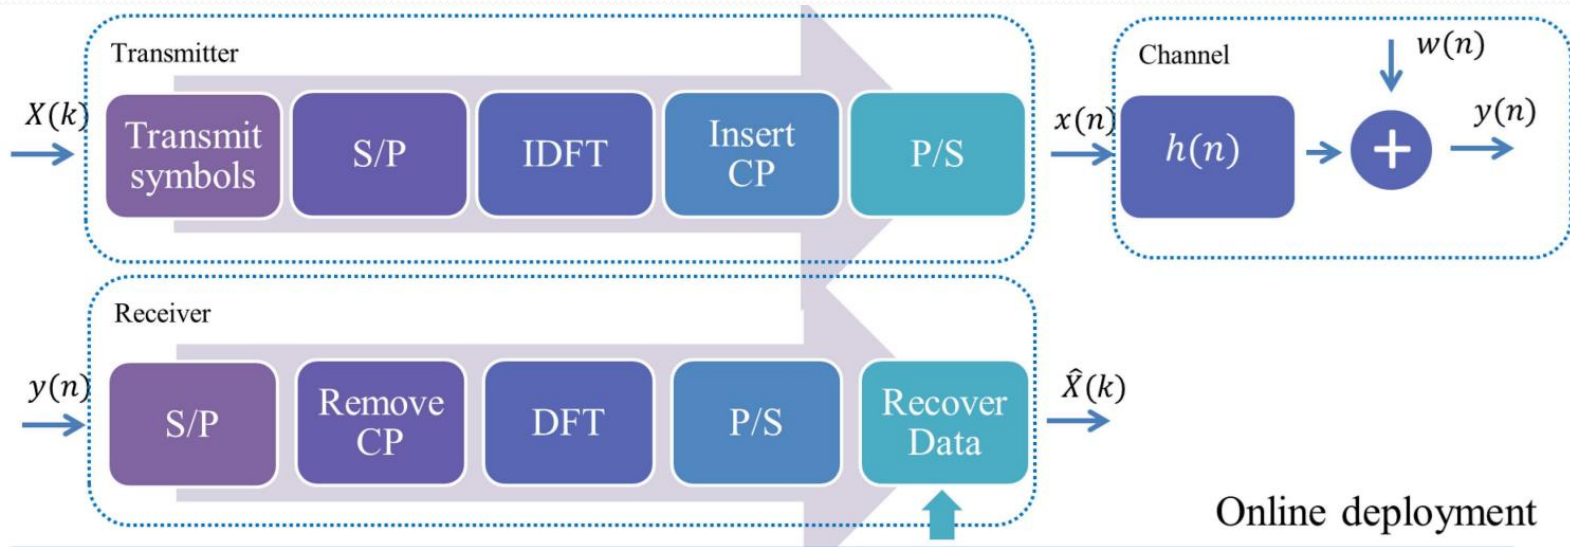 Transmitter
X(k)
Transmit
symbols
S/P
IDFT
Insert
CP
P/S
x(n)
Channel
h(n)
w(n)
+
y(n)
Receiver
y(n)
S/P
Remove
CP
DFT
P/S
Recover
Data
X̂(k)
Online deployment